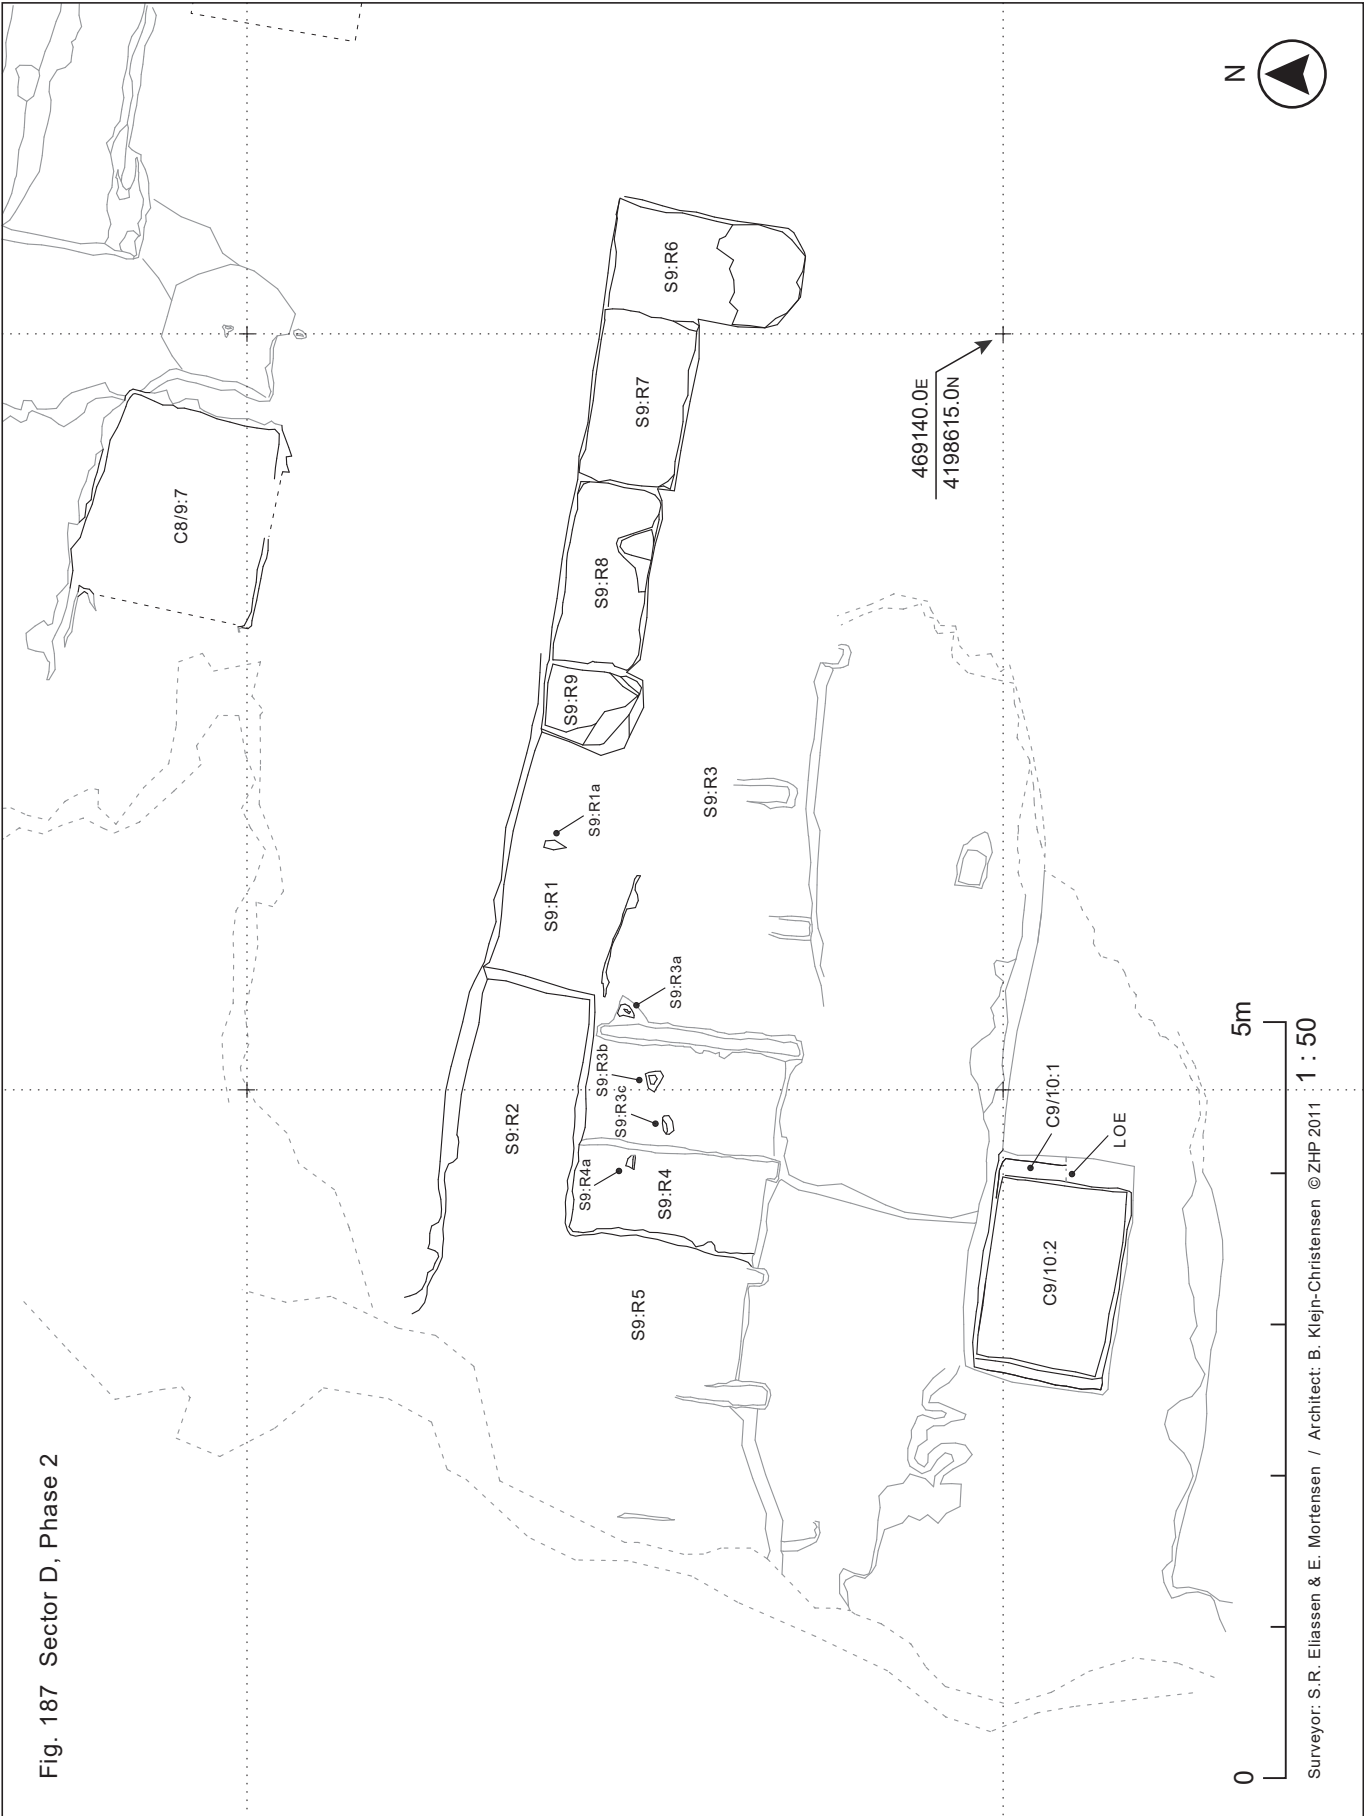 Fig. 187 Sector D, Phase 2
N
C8/9:7
S9:R6
S9:R7
S9:R8
S9:R9
S9:R1a
S9:R1
S9:R2
S9:R3
S9:R3a
S9:R3b
S9:R3c
S9:R4a
S9:R4
S9:R5
469140.0E
4198615.0N
C9/10:1
LOE
C9/10:2
0
5m
1 : 50
Surveyor: S.R. Eliassen & E. Mortensen / Architect: B. Klejn-Christensen ©ZHP 2011